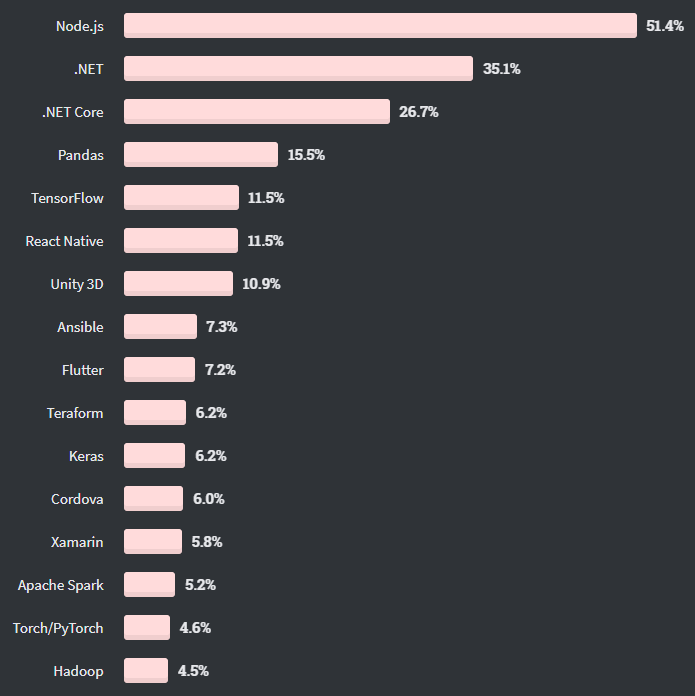 Node.js 51.4%
.NET 35.1%
.NET Core 26.7%
Pandas 15.5%
TensorFlow 11.5%
React Native 11.5%
Unity 3D 10.9%
Ansible 7.3%
Flutter 7.2%
Teraform 6.2%
Keras 6.2%
Cordova 6.0%
Xamarin 5.8%
Apache Spark 5.2%
Torch/PyTorch 4.6%
Hadoop 4.5%